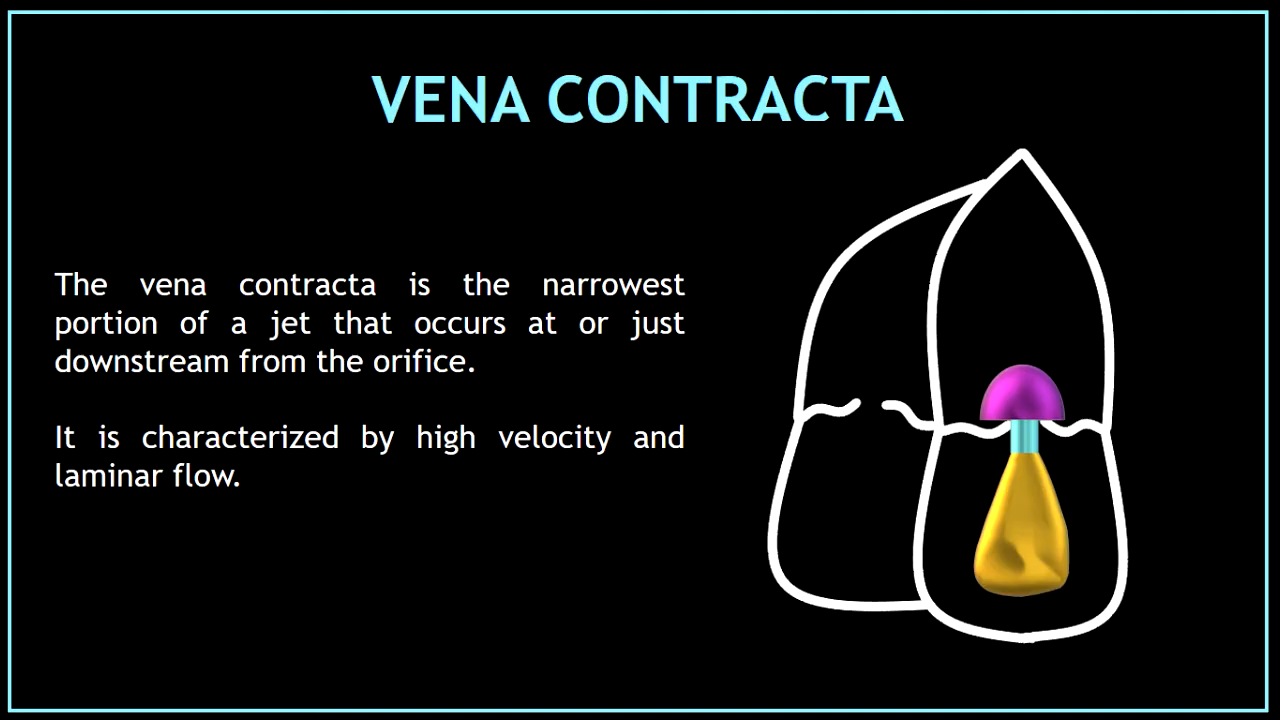 VENA CONTRACTA
The vena contracta is the narrowest
portion of a jet that occurs at or just
downstream from the orifice.
It is characterized by high velocity and
laminar flow.